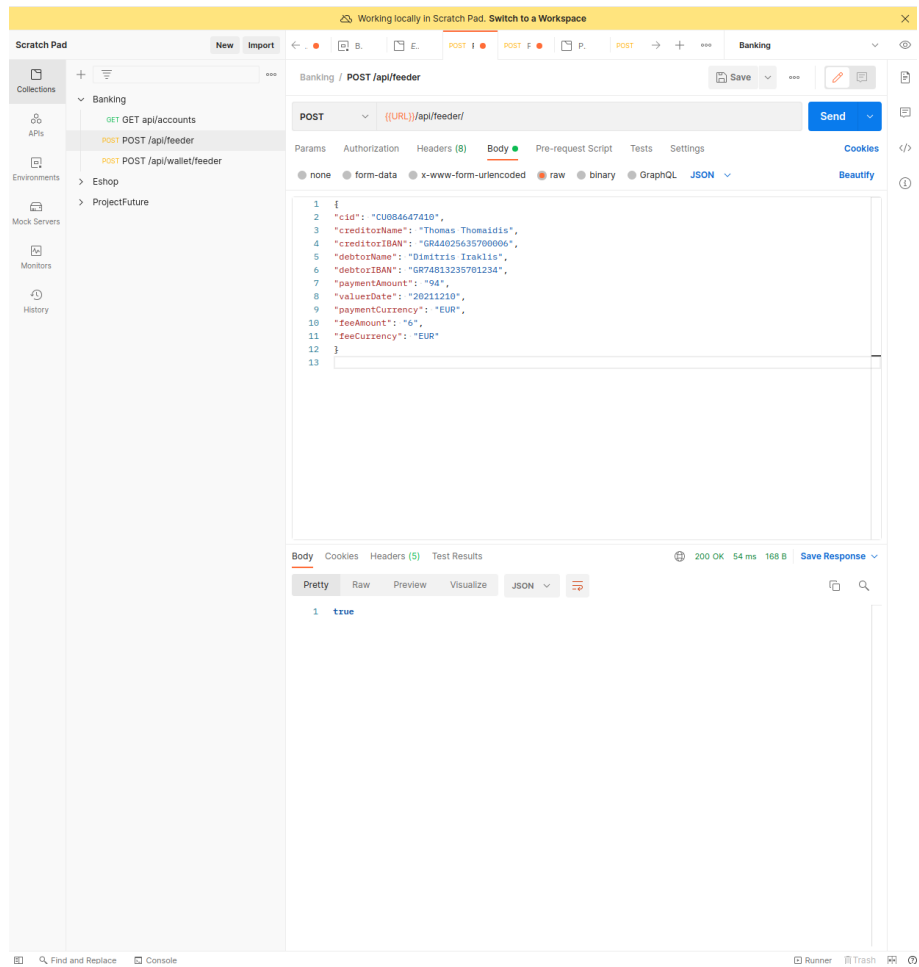 Working locally in Scratch Pad. Switch to a Workspace
Scratch Pad New Import
B. E.. POST POST F P. POST Banking
Collections
APIs
Environments
Mock Servers
Monitors
History
Banking
GET GET api/accounts
POST POST /api/feeder
POST POST /api/wallet/feeder
Eshop
ProjectFuture
Banking / POST /api/feeder Save
POST {{URL}}/api/feeder/ Send
Params Authorization Headers (8) Body Pre-request Script Tests Settings Cookies
none form-data x-www-form-urlencoded raw binary GraphQL JSON Beautify
1 {
2 "cid": "CU084647410",
3 "creditorName": "Thomas Thomaidis",
4 "creditorIBAN": "GR44025635700006",
5 "debtorName": "Dimitris Iraklis",
6 "debtorIBAN": "GR74813235701234",
7 "paymentAmount": "94",
8 "valuerDate": "20211210",
9 "paymentCurrency": "EUR",
10 "feeAmount": "6",
11 "feeCurrency": "EUR"
12 }
13
Body Cookies Headers (5) Test Results 200 OK 54 ms 168 B Save Response
Pretty Raw Preview Visualize JSON
1 true
Find and Replace Console Runner Trash